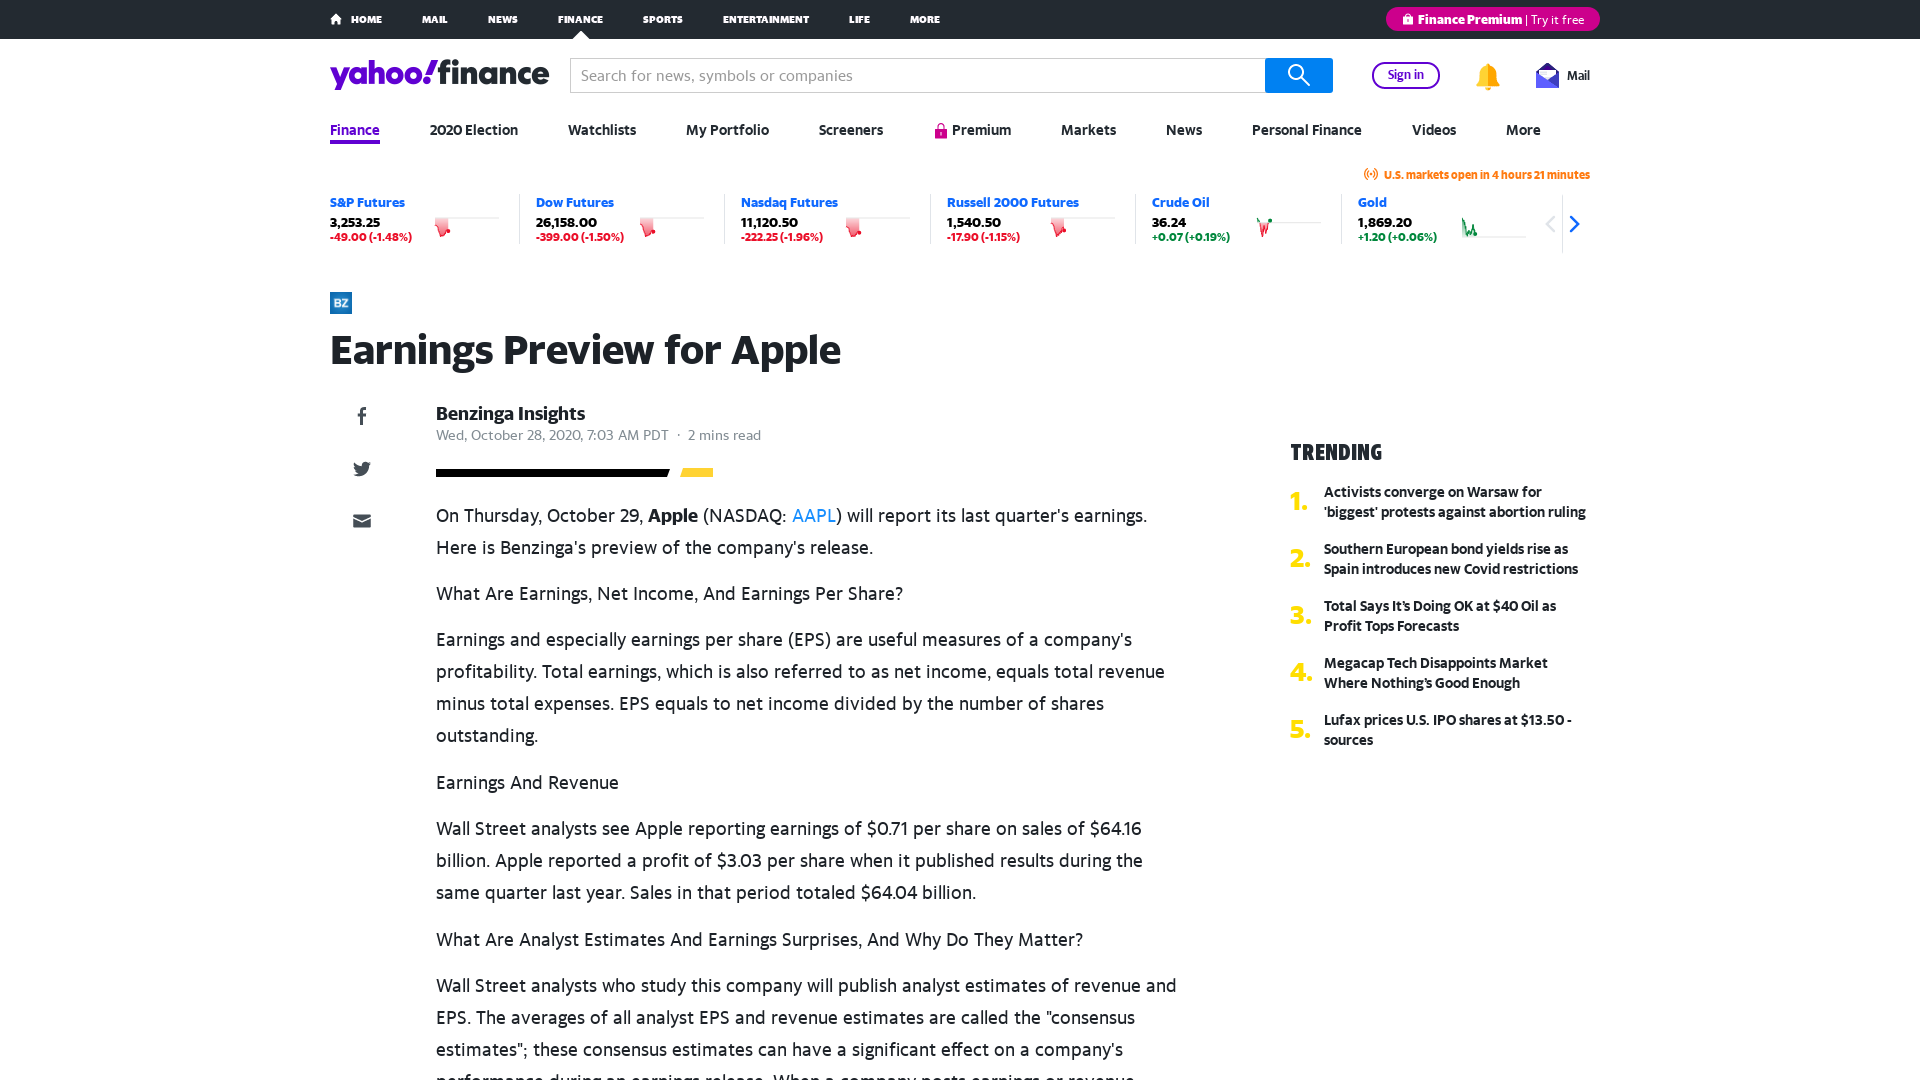 HOME MAIL NEWS FINANCE SPORTS ENTERTAINMENT LIFE MORE Finance Premium | Try it free
yahoo!finance Search for news, symbols or companies Sign in Mail
Finance 2020 Election Watchlists My Portfolio Screeners Premium Markets News Personal Finance Videos More
U.S. markets open in 4 hours 21 minutes
S&P Futures
3,253.25
-49.00 (-1.48%)
Dow Futures
26,158.00
-399.00 (-1.50%)
Nasdaq Futures
11,120.50
-222.25 (-1.96%)
Russell 2000 Futures
1,540.50
-17.90 (-1.15%)
Crude Oil
36.24
+0.07 (+0.19%)
Gold
1,869.20
+1.20 (+0.06%)
BZ
Earnings Preview for Apple
Benzinga Insights
Wed, October 28, 2020, 7:03 AM PDT · 2 mins read
On Thursday, October 29, Apple (NASDAQ: AAPL) will report its last quarter's earnings.
Here is Benzinga's preview of the company's release.
What Are Earnings, Net Income, And Earnings Per Share?
Earnings and especially earnings per share (EPS) are useful measures of a company's
profitability. Total earnings, which is also referred to as net income, equals total revenue
minus total expenses. EPS equals to net income divided by the number of shares
outstanding.
Earnings And Revenue
Wall Street analysts see Apple reporting earnings of $0.71 per share on sales of $64.16
billion. Apple reported a profit of $3.03 per share when it published results during the
same quarter last year. Sales in that period totaled $64.04 billion.
What Are Analyst Estimates And Earnings Surprises, And Why Do They Matter?
Wall Street analysts who study this company will publish analyst estimates of revenue and
EPS. The averages of all analyst EPS and revenue estimates are called the "consensus
estimates"; these consensus estimates can have a significant effect on a company's
performance during an earnings release. When a company posts earnings or revenue
TRENDING
1. Activists converge on Warsaw for
'biggest' protests against abortion ruling
2. Southern European bond yields rise as
Spain introduces new Covid restrictions
3. Total Says It's Doing OK at $40 Oil as
Profit Tops Forecasts
4. Megacap Tech Disappoints Market
Where Nothing's Good Enough
5. Lufax prices U.S. IPO shares at $13.50 -
sources